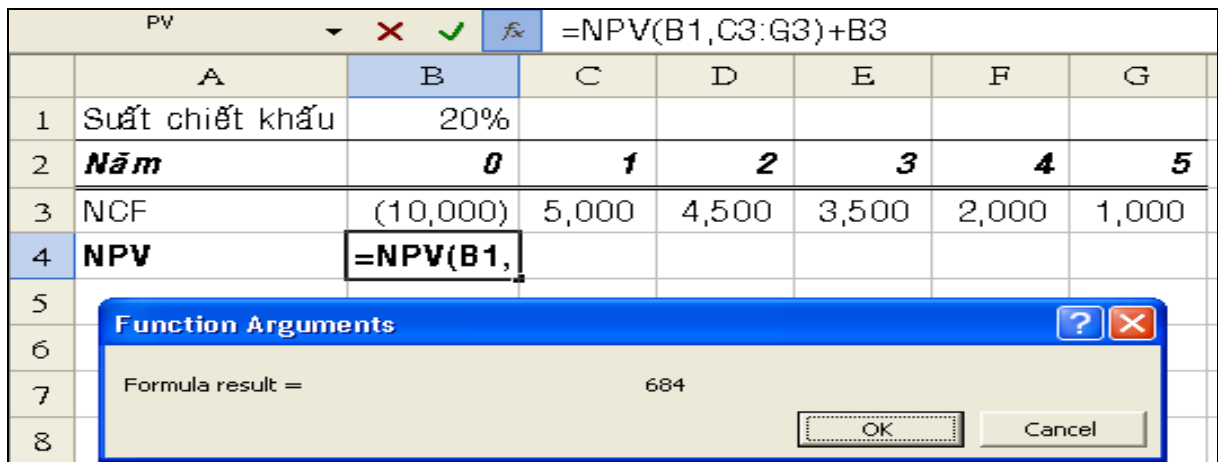 PV =NPV(B1,C3:G3)+B3
A B C D E F G
1 Suất chiết khấu 20%
2 Năm 0 1 2 3 4 5
3 NCF (10,000) 5,000 4,500 3,500 2,000 1,000
4 NPV =NPV(B1,
5
Function Arguments
6
7 Formula result = 684
8 OK Cancel